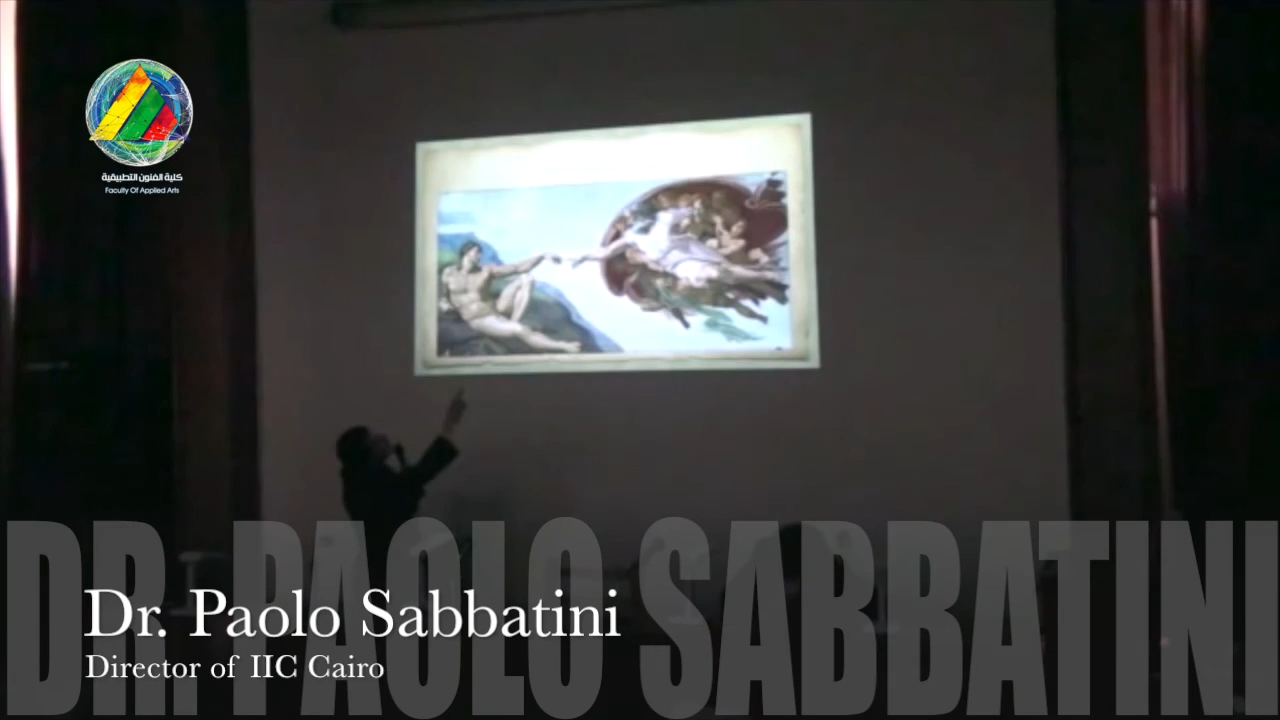 كلية الفنون التطبيقية
Faculty Of Applied Arts
DR. PAOLO SABBATINI
Dr. Paolo Sabbatini
Director of IIC Cairo